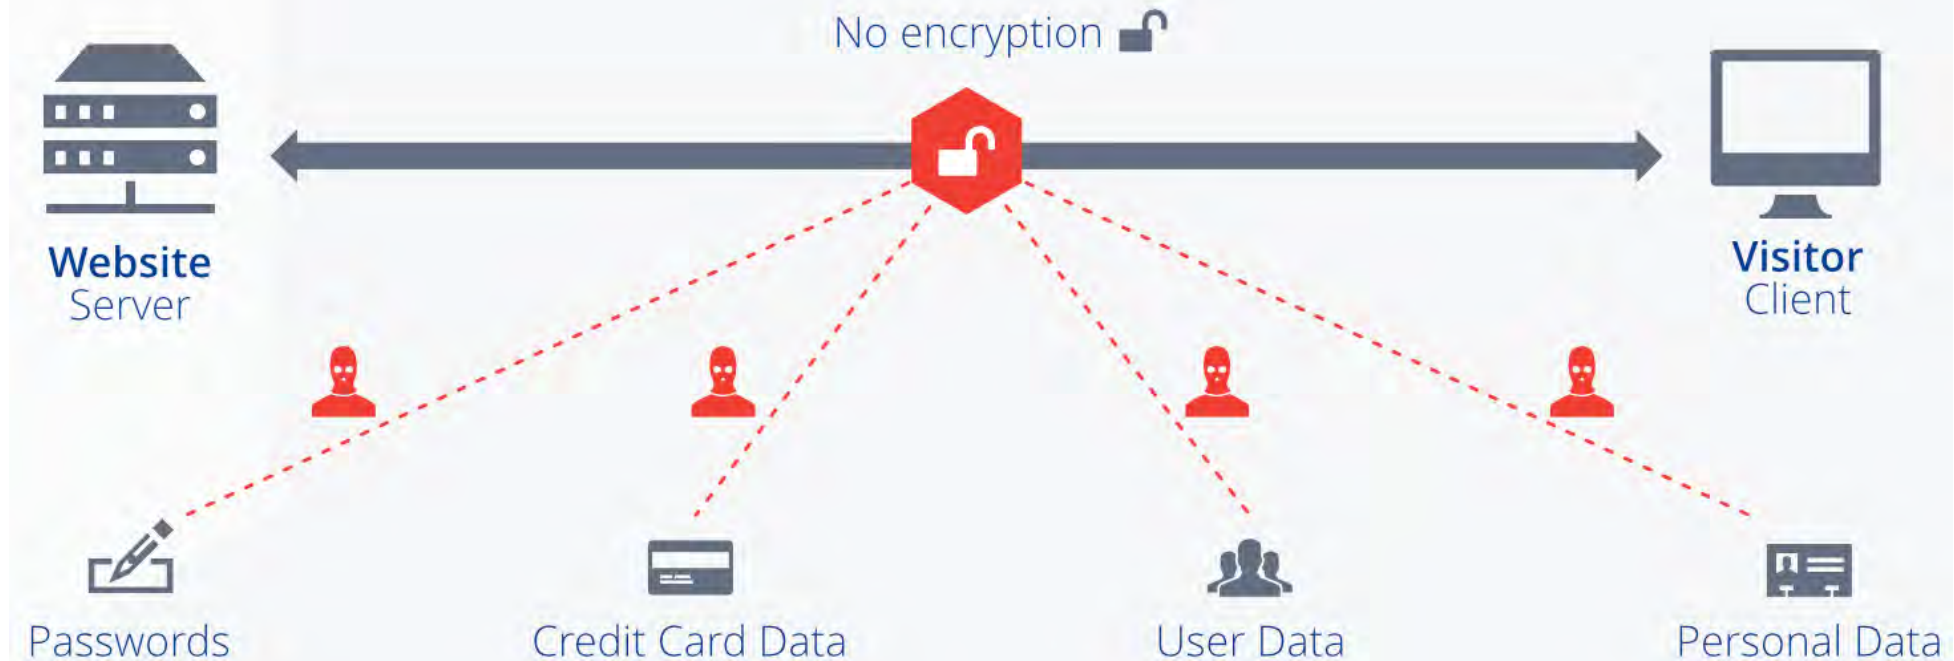 No encryption
Website
Server
Visitor
Client
Passwords
Credit Card Data
User Data
Personal Data